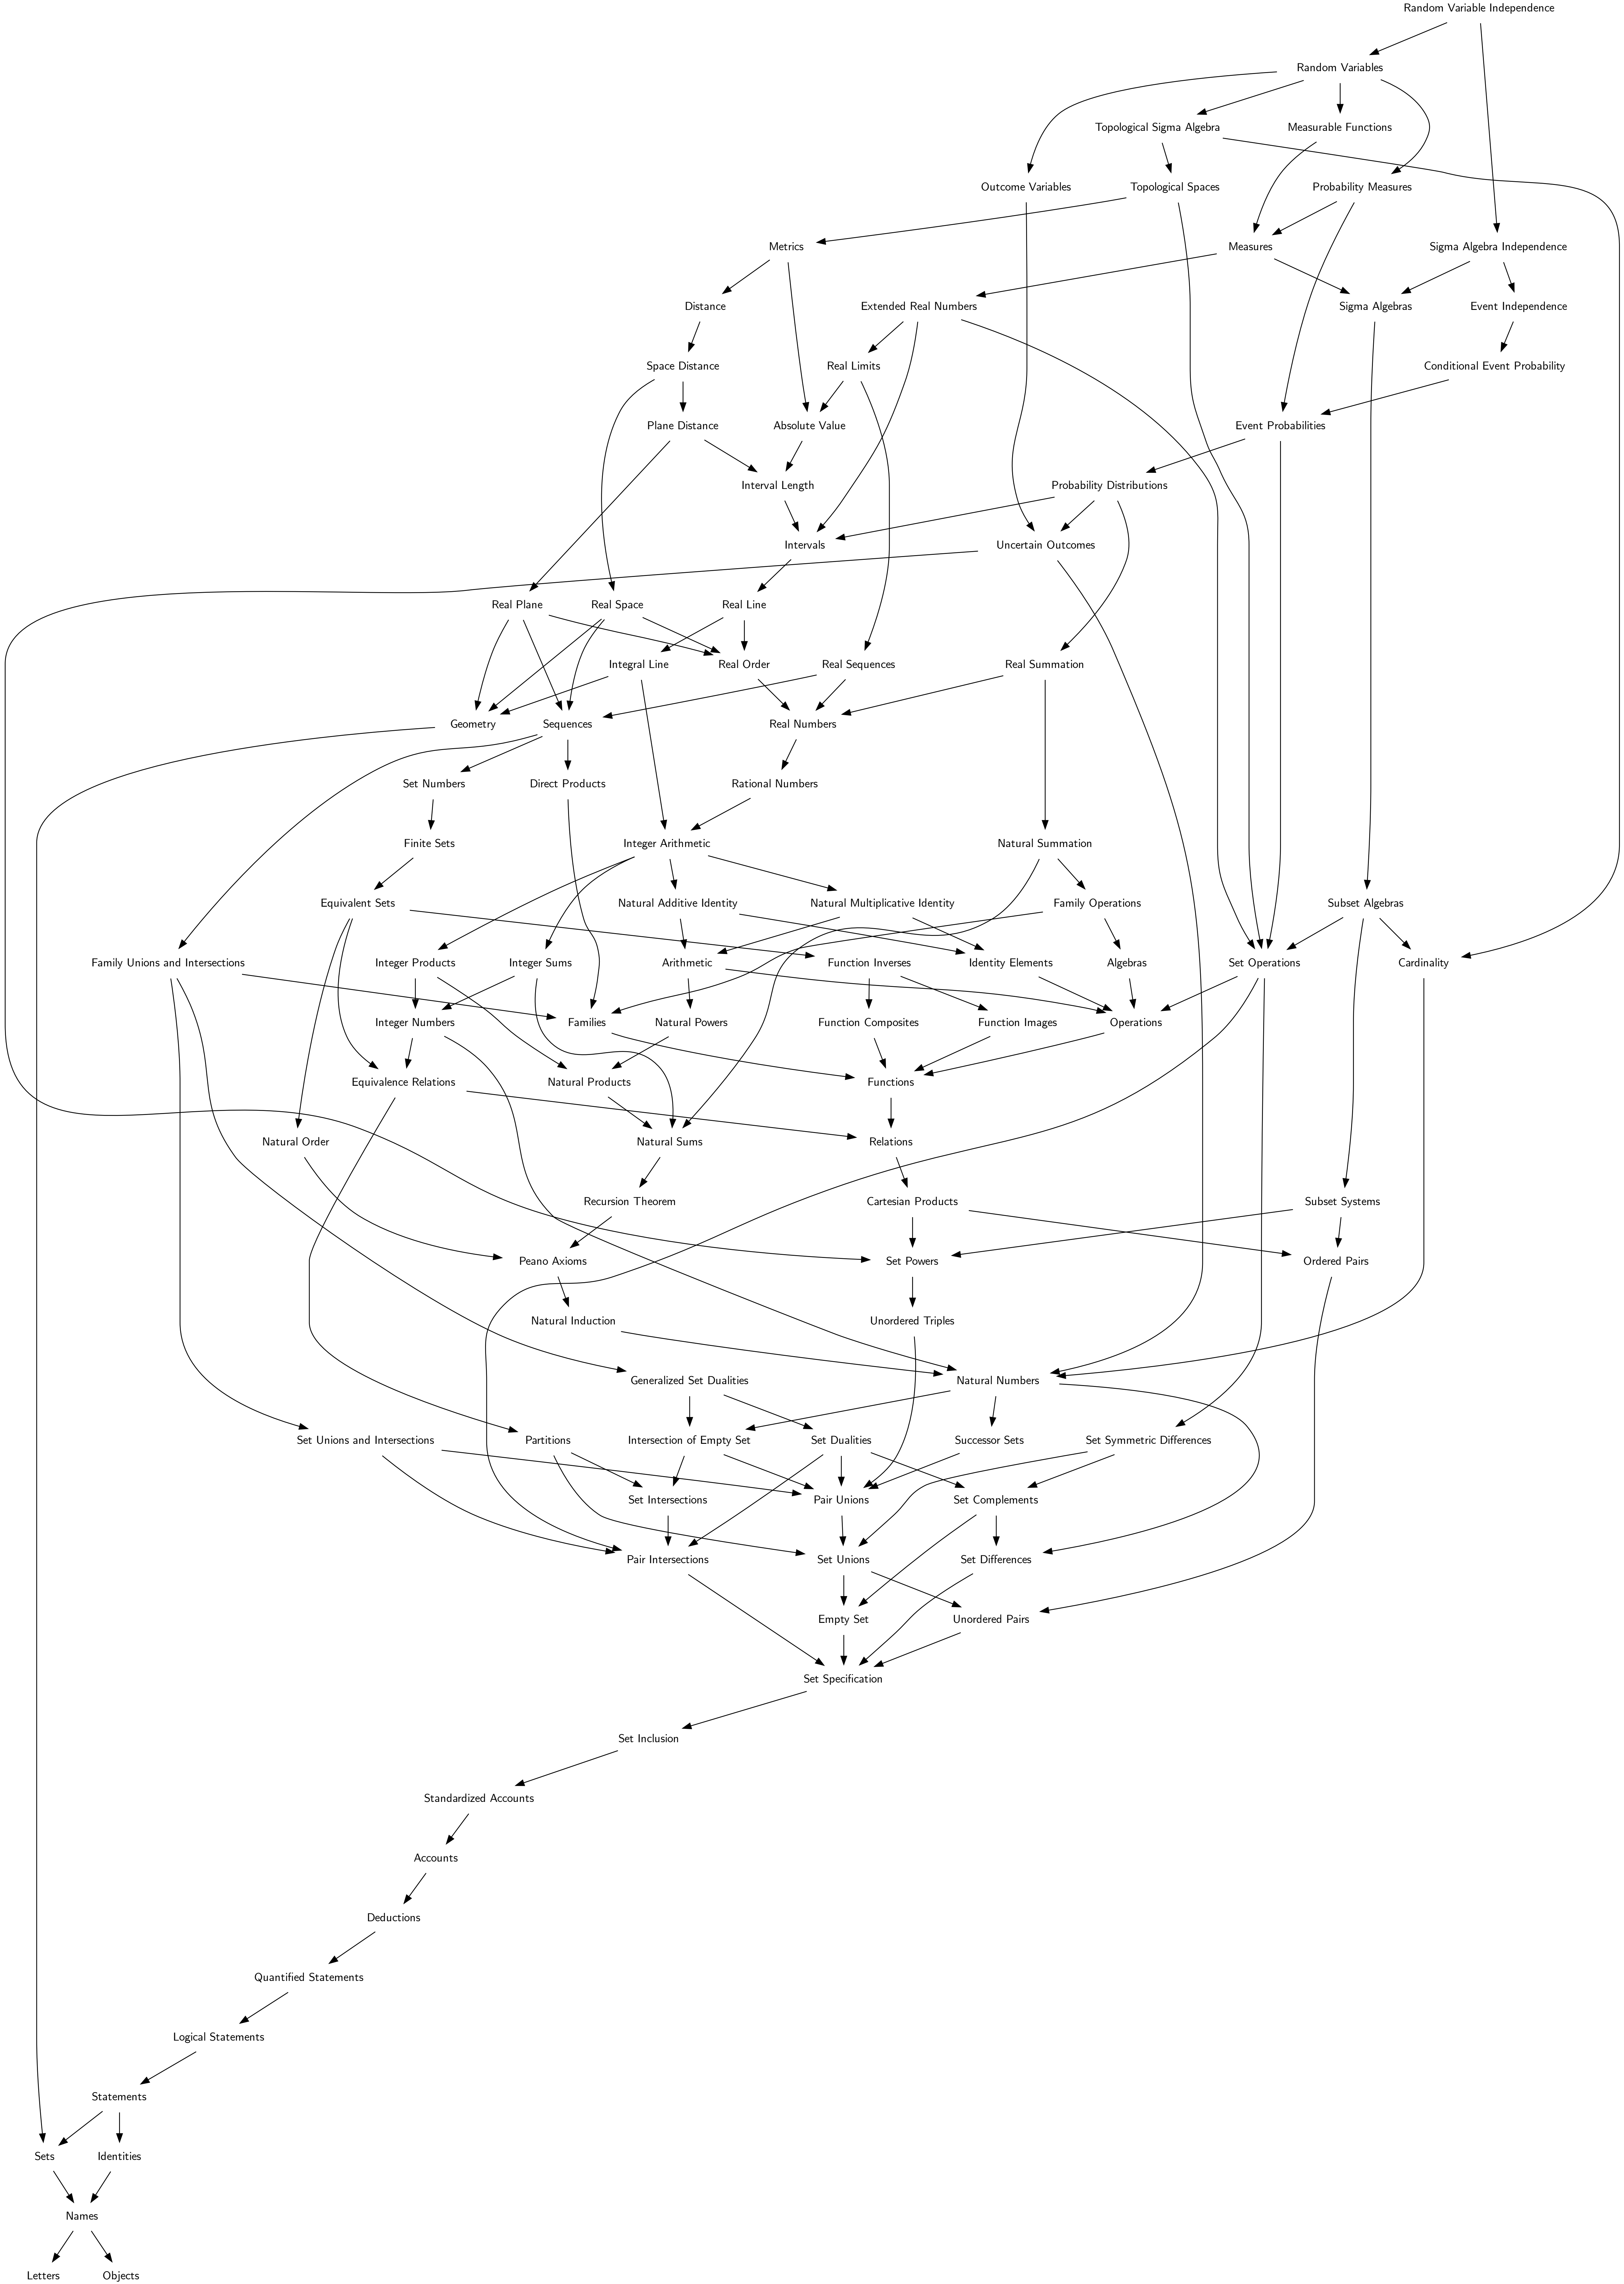 Random Variable Independence
Random Variables
Topological Sigma Algebra
Measurable Functions
Outcome Variables
Topological Spaces
Probability Measures
Metrics
Measures
Sigma Algebra Independence
Distance
Extended Real Numbers
Sigma Algebras
Event Independence
Space Distance
Real Limits
Conditional Event Probability
Plane Distance
Absolute Value
Event Probabilities
Interval Length
Probability Distributions
Intervals
Uncertain Outcomes
Real Plane
Real Space
Real Line
Integral Line
Real Order
Real Sequences
Real Summation
Geometry
Sequences
Real Numbers
Set Numbers
Direct Products
Rational Numbers
Finite Sets
Integer Arithmetic
Natural Summation
Equivalent Sets
Natural Additive Identity
Natural Multiplicative Identity
Family Operations
Subset Algebras
Family Unions and Intersections
Integer Products
Integer Sums
Arithmetic
Function Inverses
Identity Elements
Algebras
Set Operations
Cardinality
Integer Numbers
Families
Natural Powers
Function Composites
Function Images
Operations
Equivalence Relations
Natural Products
Functions
Natural Order
Natural Sums
Relations
Recursion Theorem
Cartesian Products
Subset Systems
Peano Axioms
Set Powers
Ordered Pairs
Natural Induction
Unordered Triples
Generalized Set Dualities
Natural Numbers
Set Unions and Intersections
Partitions
Intersection of Empty Set
Set Dualities
Successor Sets
Set Symmetric Differences
Set Intersections
Pair Unions
Set Complements
Pair Intersections
Set Unions
Set Differences
Empty Set
Unordered Pairs
Set Specification
Set Inclusion
Standardized Accounts
Accounts
Deductions
Quantified Statements
Logical Statements
Statements
Sets
Identities
Names
Letters
Objects